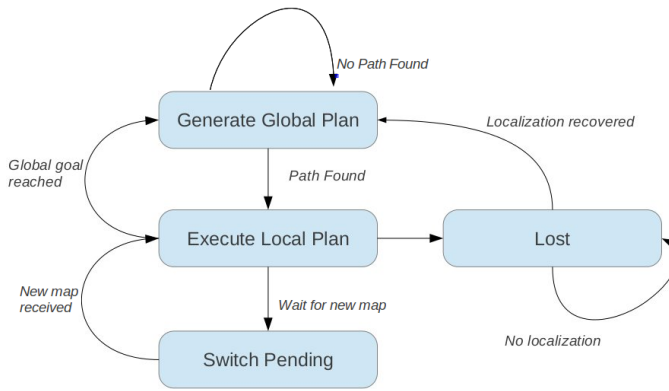 No Path Found
Generate Global Plan
Localization recovered
Global goal
reached
Path Found
Execute Local Plan
Lost
New map
received
Wait for new map
No localization
Switch Pending